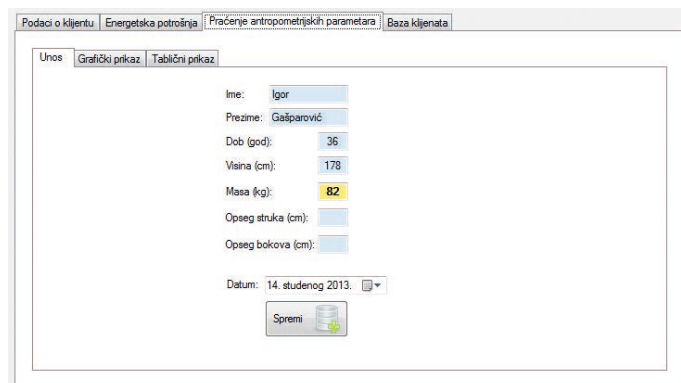 Podaci o klijentu Energetska potrošnja Praćenje antropometrijskih parametara Baza klijenata
Unos Grafički prikaz Tablični prikaz
Ime: Igor
Prezime: Gašparović
Dob (god): 36
Visina (cm): 178
Masa (kg): 82
Opseg struka (cm):
Opseg bokova (cm):
Datum: 14. studenog 2013.
Spremi